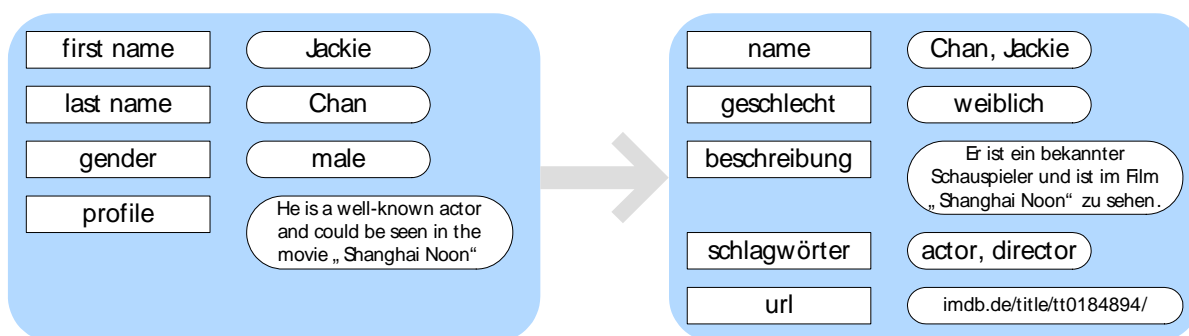 first name
Jackie
last name
Chan
gender
male
profile
He is a well-known actor
and could be seen in the
movie „Shanghai Noon“
name
Chan, Jackie
geschlecht
weiblich
beschreibung
Er ist ein bekannter
Schauspieler und ist im Film
„Shanghai Noon“ zu sehen.
schlagwörter
actor, director
url
imdb.de/title/tt0184894/